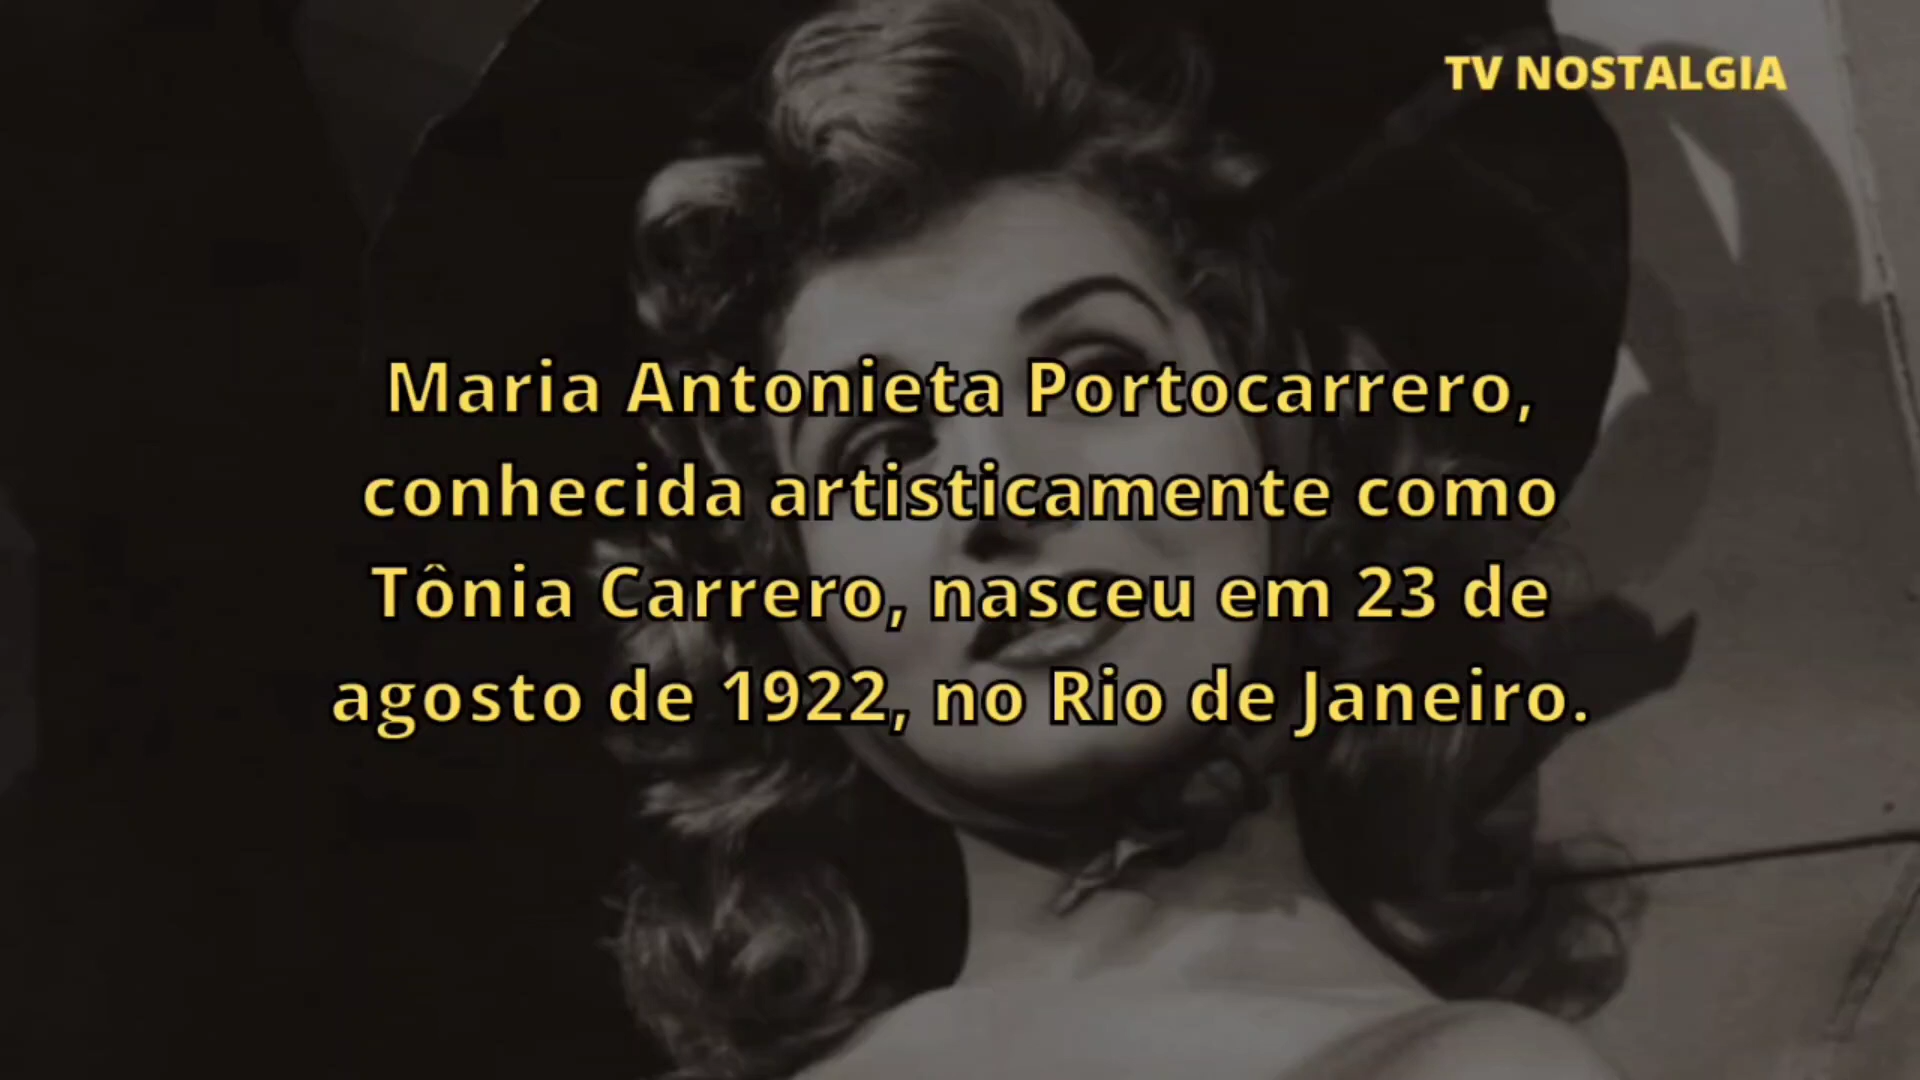 TV NOSTALGIA
Maria Antonieta Portocarrero,
conhecida artisticamente como
Tônia Carrero, nasceu em 23 de
agosto de 1922, no Rio de Janeiro.